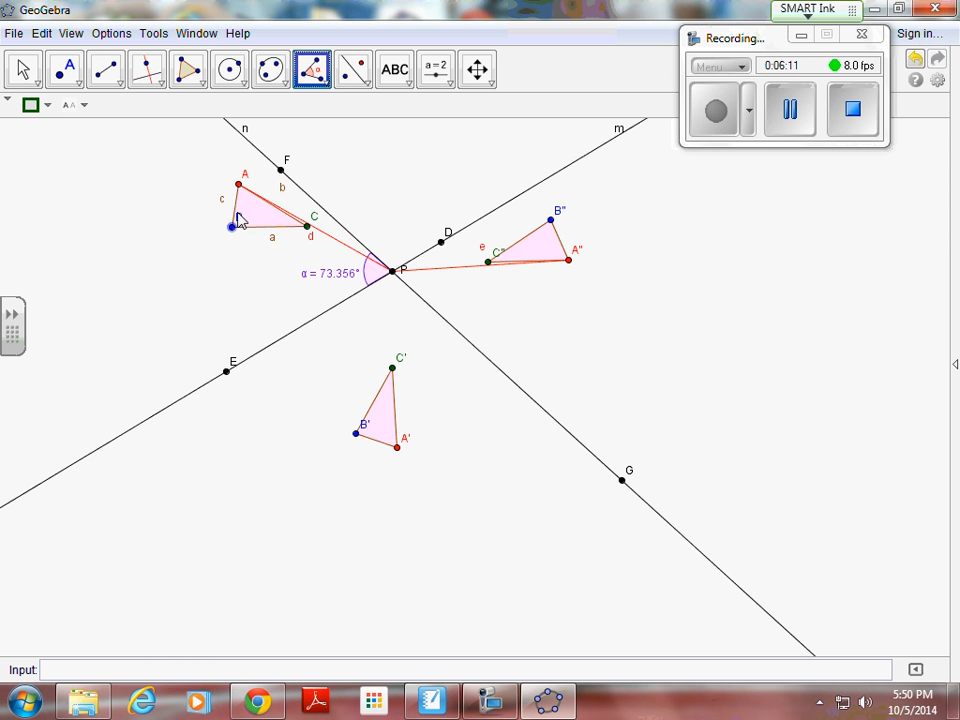 GeoGebra
SMART Ink
File Edit View Options Tools Window Help
Sign in...
Recording...
Menu
0:06:11
8.0 fps
A
ABC
a = 2
A A
n
m
F
A
b
c
C
B"
D
d
a
e
C"
A"
α = 73.356°
P
E
C'
B'
A'
G
Input:
5:50 PM
10/5/2014